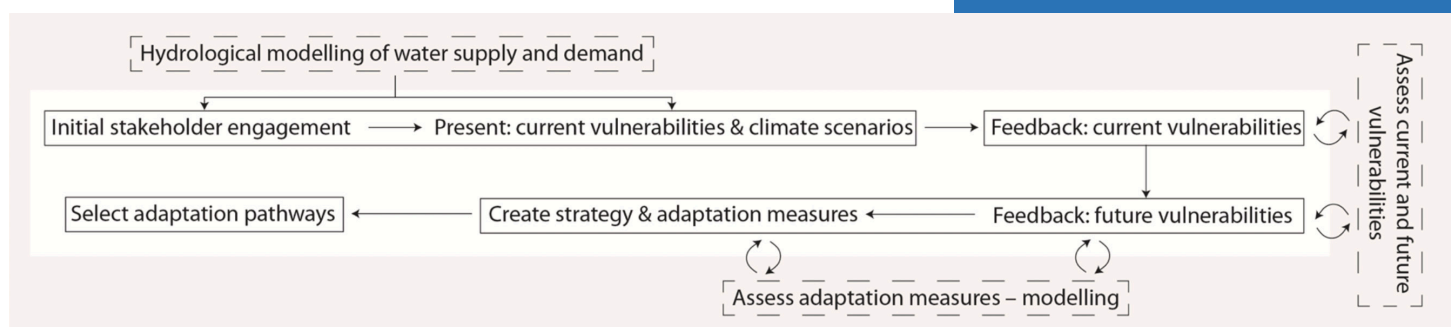 Hydrological modelling of water supply and demand
Initial stakeholder engagement
Present: current vulnerabilities & climate scenarios
Feedback: current vulnerabilities
Assess current and future
vulnerabilities
Select adaptation pathways
Create strategy & adaptation measures
Feedback: future vulnerabilities
Assess adaptation measures – modelling